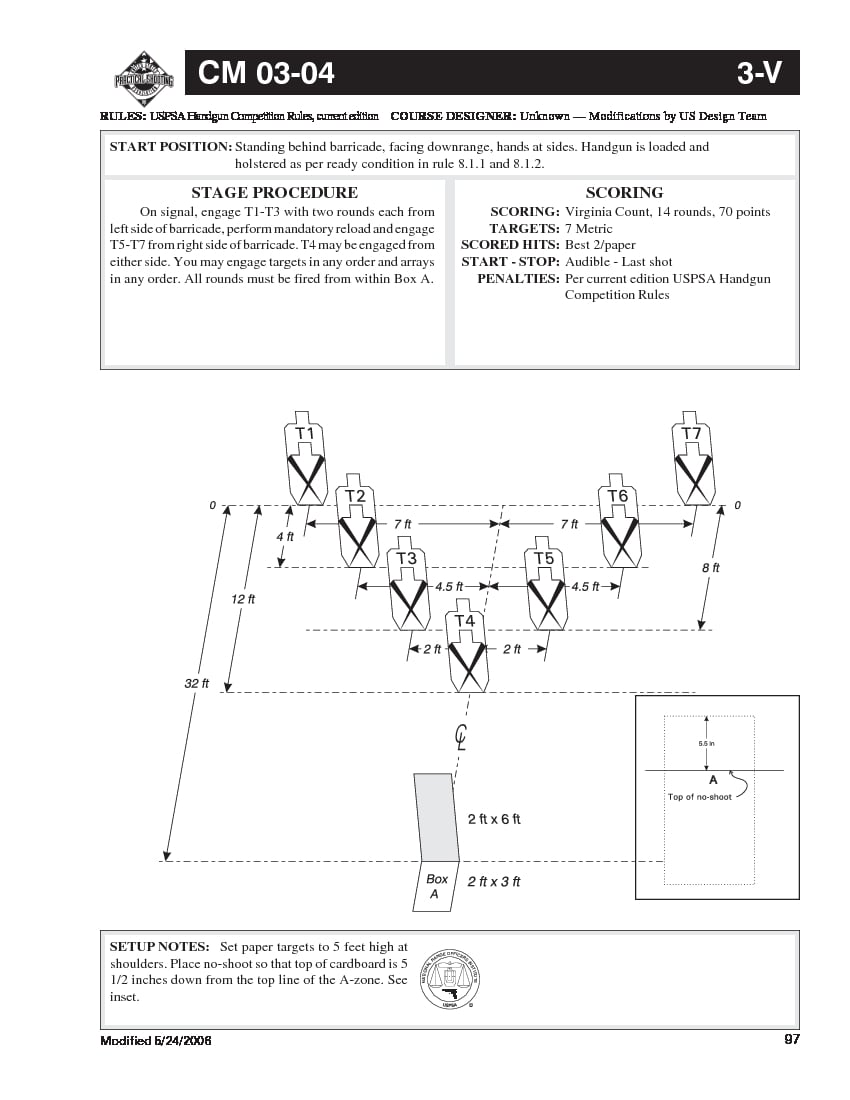 PRACTICAL SHOOTING
CM 03-04
3-V
RULES: USPSA Handgun Competition Rules, current edition COURSE DESIGNER: Unknown — Modifications by US Design Team
START POSITION: Standing behind barricade, facing downrange, hands at sides. Handgun is loaded and
holstered as per ready condition in rule 8.1.1 and 8.1.2.
STAGE PROCEDURE
On signal, engage T1-T3 with two rounds each from
left side of barricade, perform mandatory reload and engage
T5-T7 from right side of barricade. T4 may be engaged from
either side. You may engage targets in any order and arrays
in any order. All rounds must be fired from within Box A.
SCORING
SCORING: Virginia Count, 14 rounds, 70 points
TARGETS: 7 Metric
SCORED HITS: Best 2/paper
START - STOP: Audible - Last shot
PENALTIES: Per current edition USPSA Handgun
Competition Rules
T1
T7
T2
T6
0
0
7 ft
7 ft
4 ft
T3
T5
8 ft
4.5 ft
4.5 ft
12 ft
T4
2 ft
2 ft
32 ft
CL
5.5 in
A
Top of no-shoot
2 ft x 6 ft
Box
A
2 ft x 3 ft
SETUP NOTES: Set paper targets to 5 feet high at
shoulders. Place no-shoot so that top of cardboard is 5
1/2 inches down from the top line of the A-zone. See
inset.
NATIONAL RANGE OFFICERS INSTITUTE
USPSA
Modified 5/24/2006
97